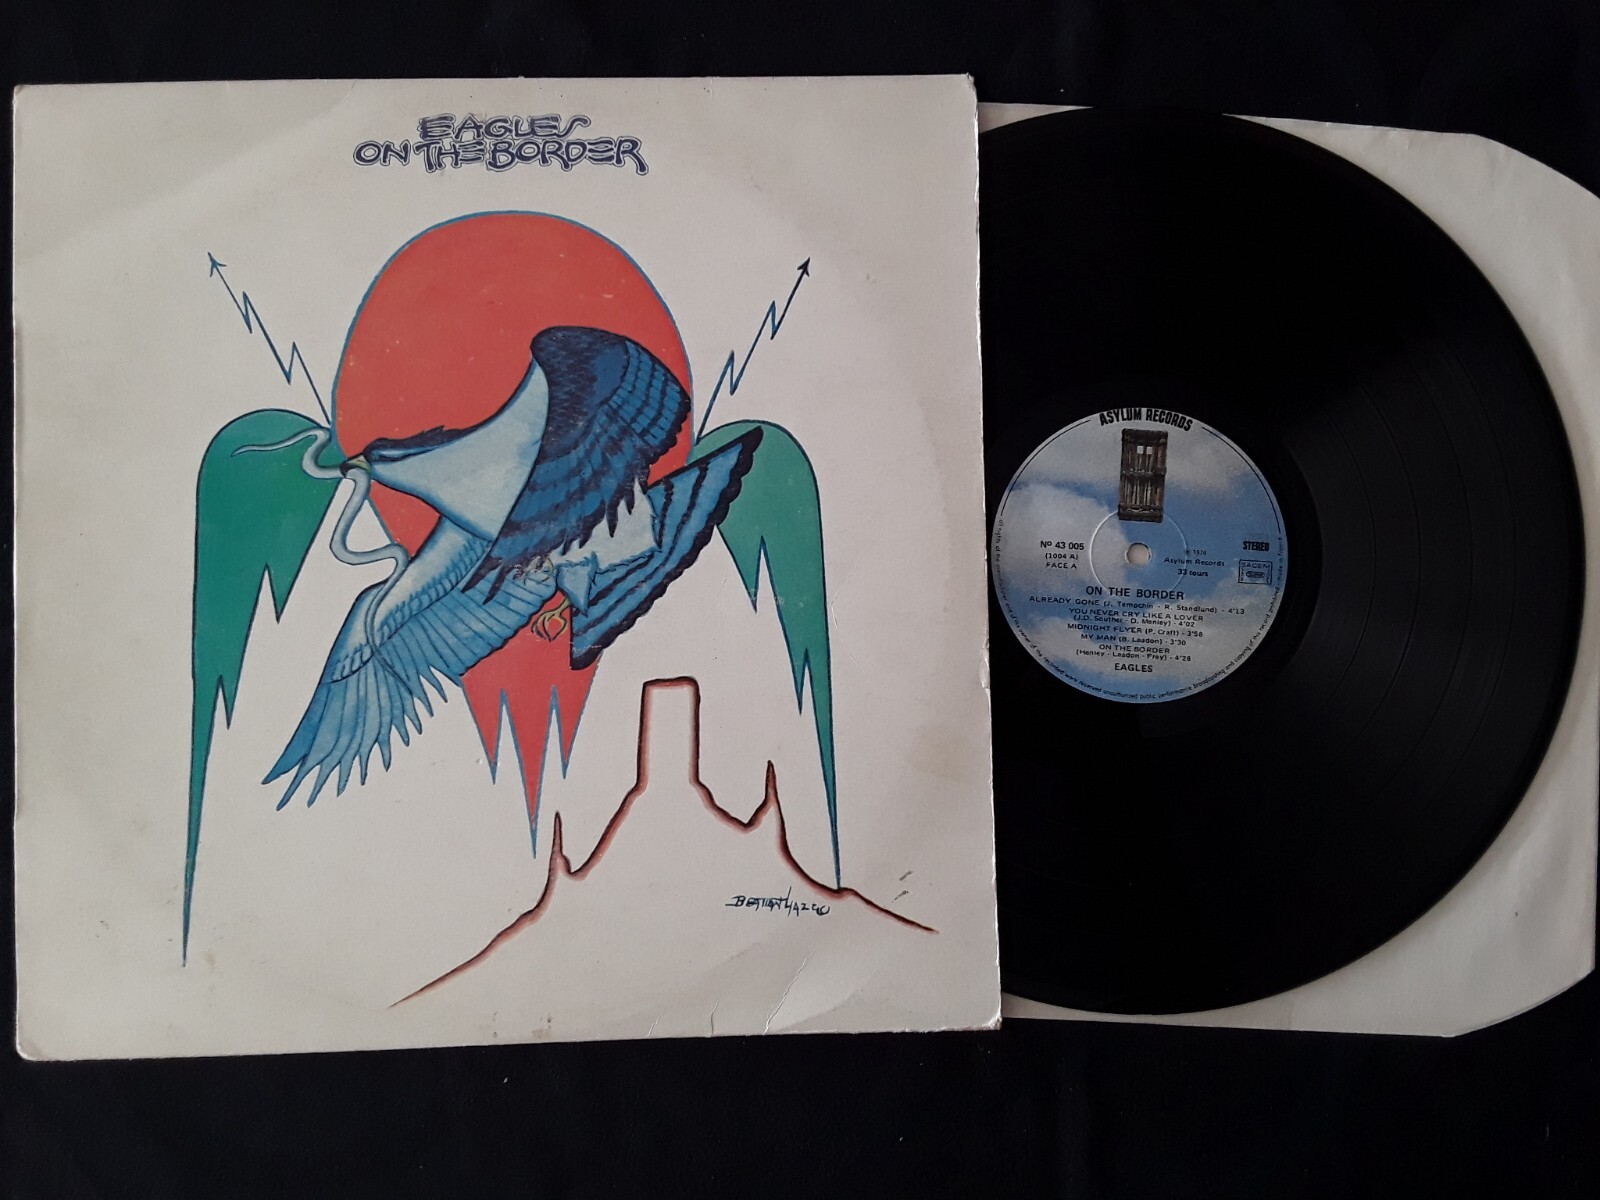 EAGLES
ON THE BORDER
ASYLUM RECORDS
Nº 43 005
(1004 A)
FACE A
STEREO
Asylum Records
33 tours
SACEM
ON THE BORDER
ALREADY GONE (J. Tempchin - R. Standlund) - 4'13
YOU NEVER CRY LIKE A LOVER
(J.D. Souther - D. Henley) - 4'02
MIDNIGHT FLYER (P. Craft) - 3'58
MY MAN (B. Leadon) - 3'30
ON THE BORDER
(Henley - Leadon - Frey) - 4'28
EAGLES